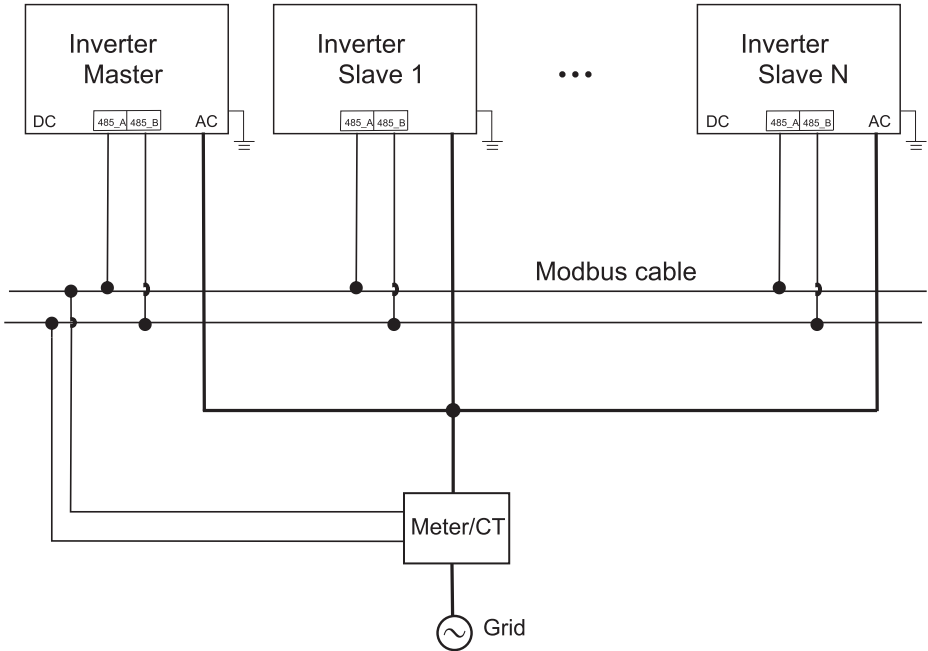 Inverter
Master
DC
485_A
485_B
AC
Inverter
Slave 1
485_A
485_B
...
Inverter
Slave N
DC
485_A
485_B
AC
Modbus cable
Meter/CT
Grid